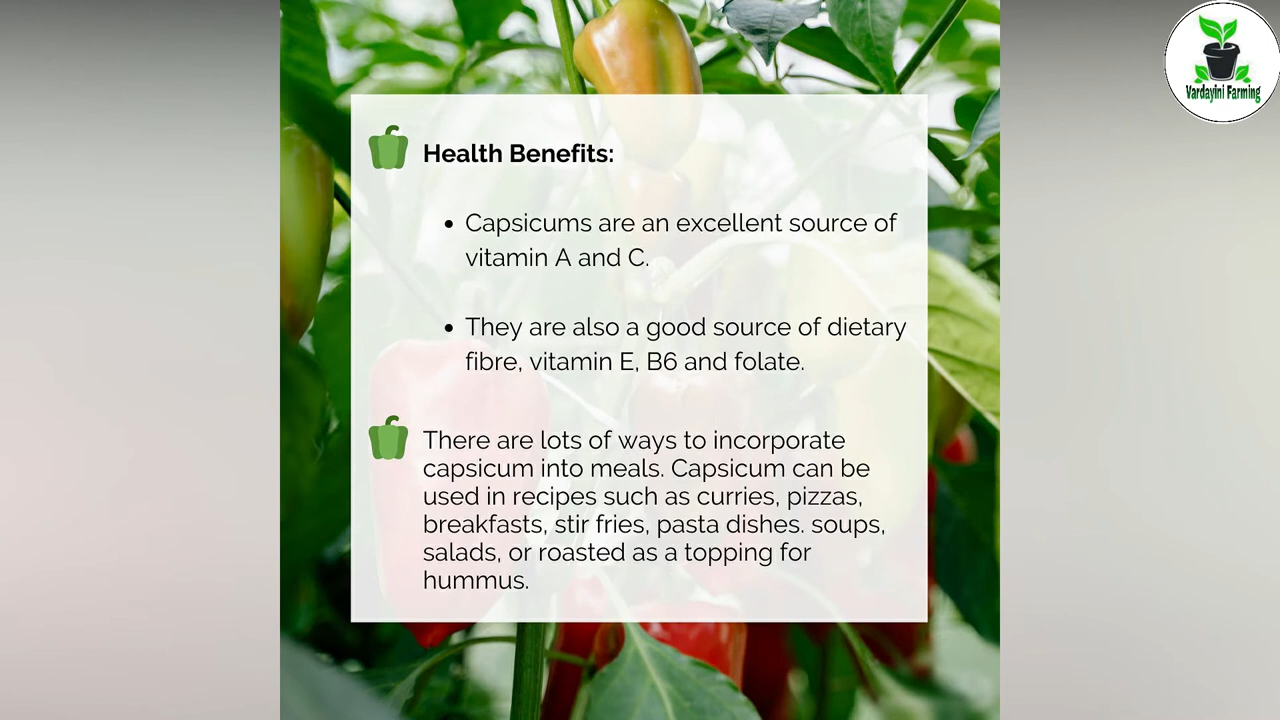 Vardayini Farming
Health Benefits:
• Capsicums are an excellent source of
vitamin A and C.
• They are also a good source of dietary
fibre, vitamin E, B6 and folate.
There are lots of ways to incorporate
capsicum into meals. Capsicum can be
used in recipes such as curries, pizzas,
breakfasts, stir fries, pasta dishes. soups,
salads, or roasted as a topping for
hummus.